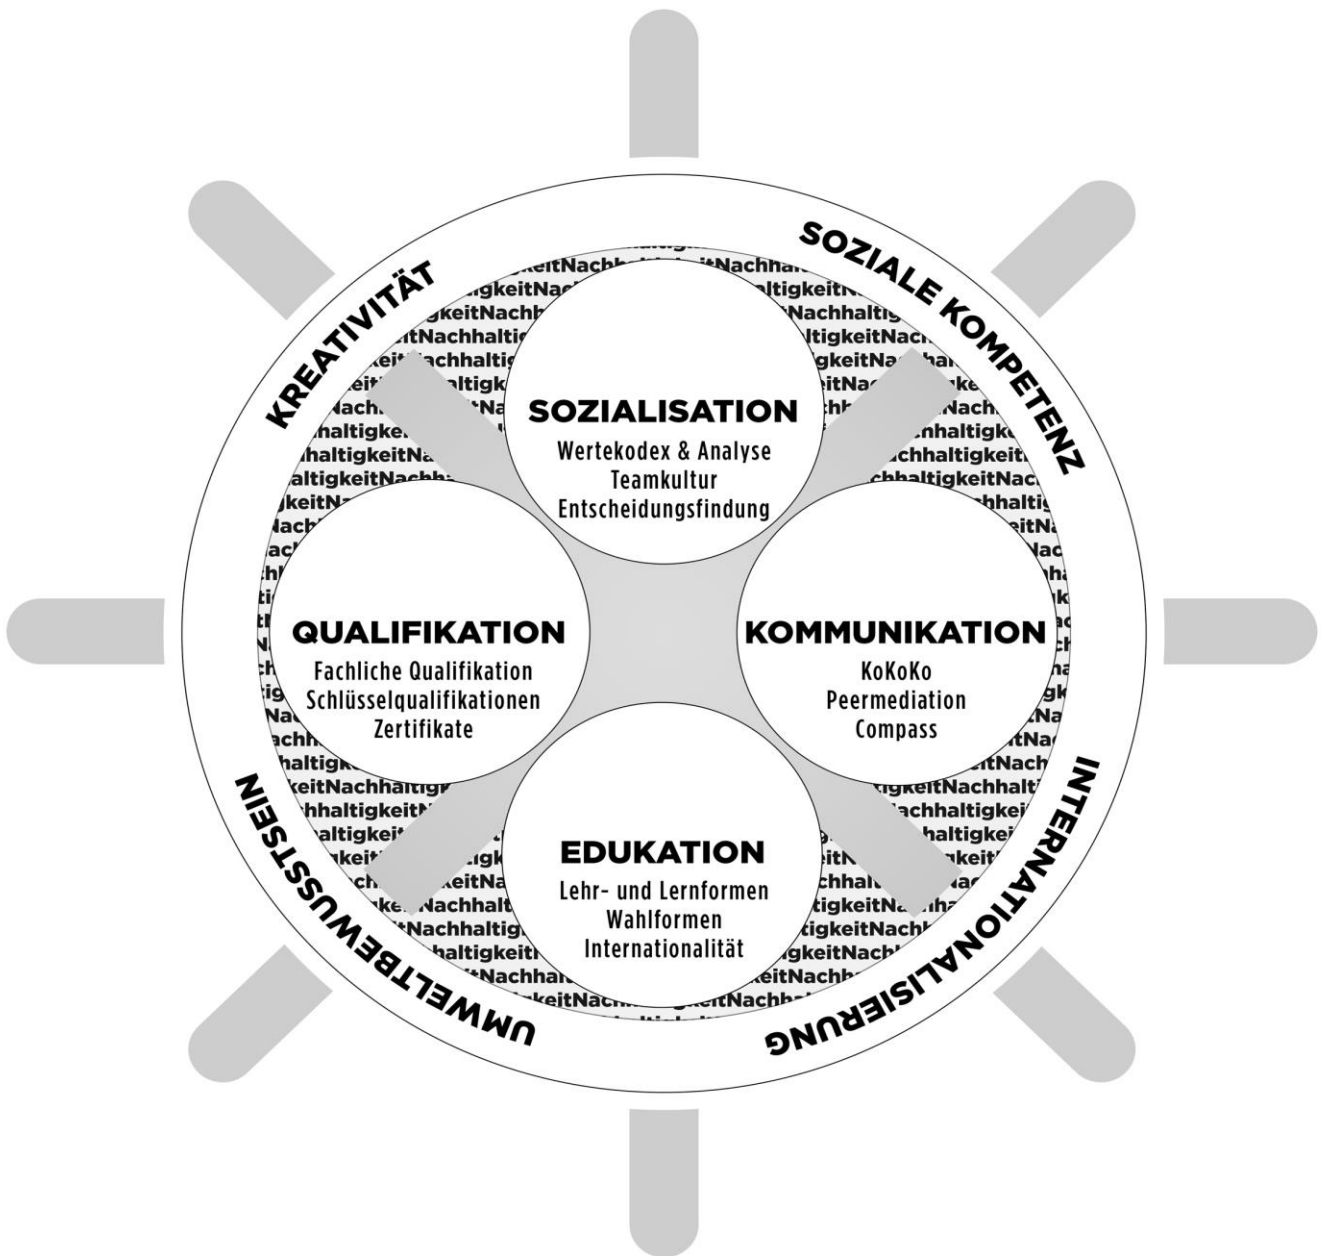 KREATIVITÄT
SOZIALE KOMPETENZ
SOZIALISATION
Wertekodex & Analyse
Teamkultur
Entscheidungsfindung
QUALIFIKATION
Fachliche Qualifikation
Schlüsselqualifikationen
Zertifikate
KOMMUNIKATION
KoKoKo
Peermediation
Compass
EDUKATION
Lehr- und Lernformen
Wahlformen
Internationalität
UMWELTBEWUSSTSEIN
INTERNATIONALISIERUNG